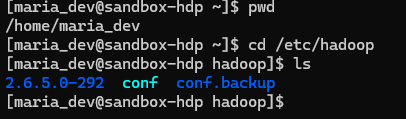 [maria_dev@sandbox-hdp ~]$ pwd
/home/maria_dev
[maria_dev@sandbox-hdp ~]$ cd /etc/hadoop
[maria_dev@sandbox-hdp hadoop]$ ls
2.6.5.0-292  conf  conf.backup
[maria_dev@sandbox-hdp hadoop]$